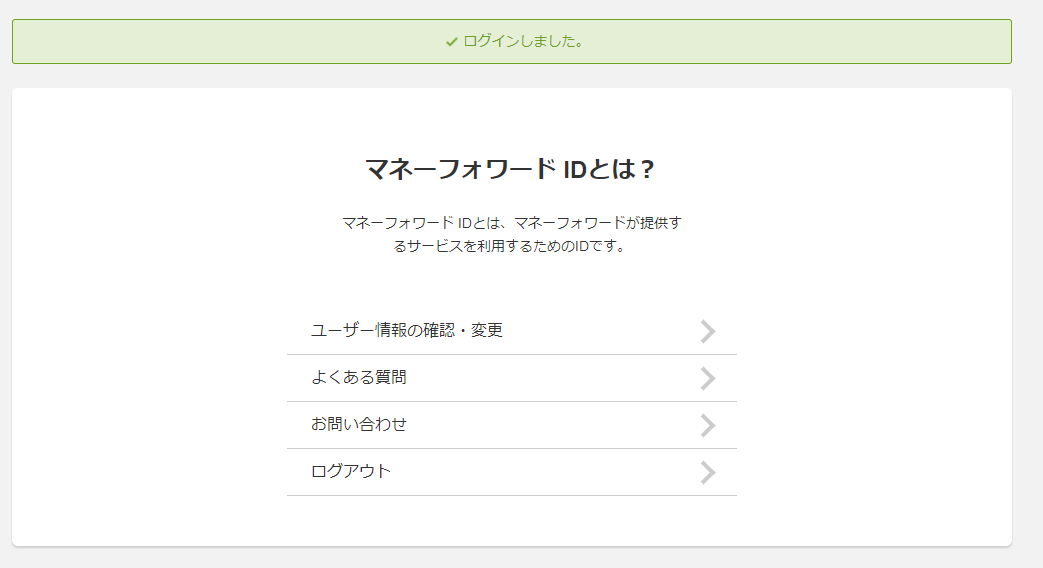 ログインしました。
マネーフォワード IDとは？
マネーフォワード IDとは、マネーフォワードが提供す
るサービスを利用するためのIDです。
ユーザー情報の確認・変更
よくある質問
お問い合わせ
ログアウト